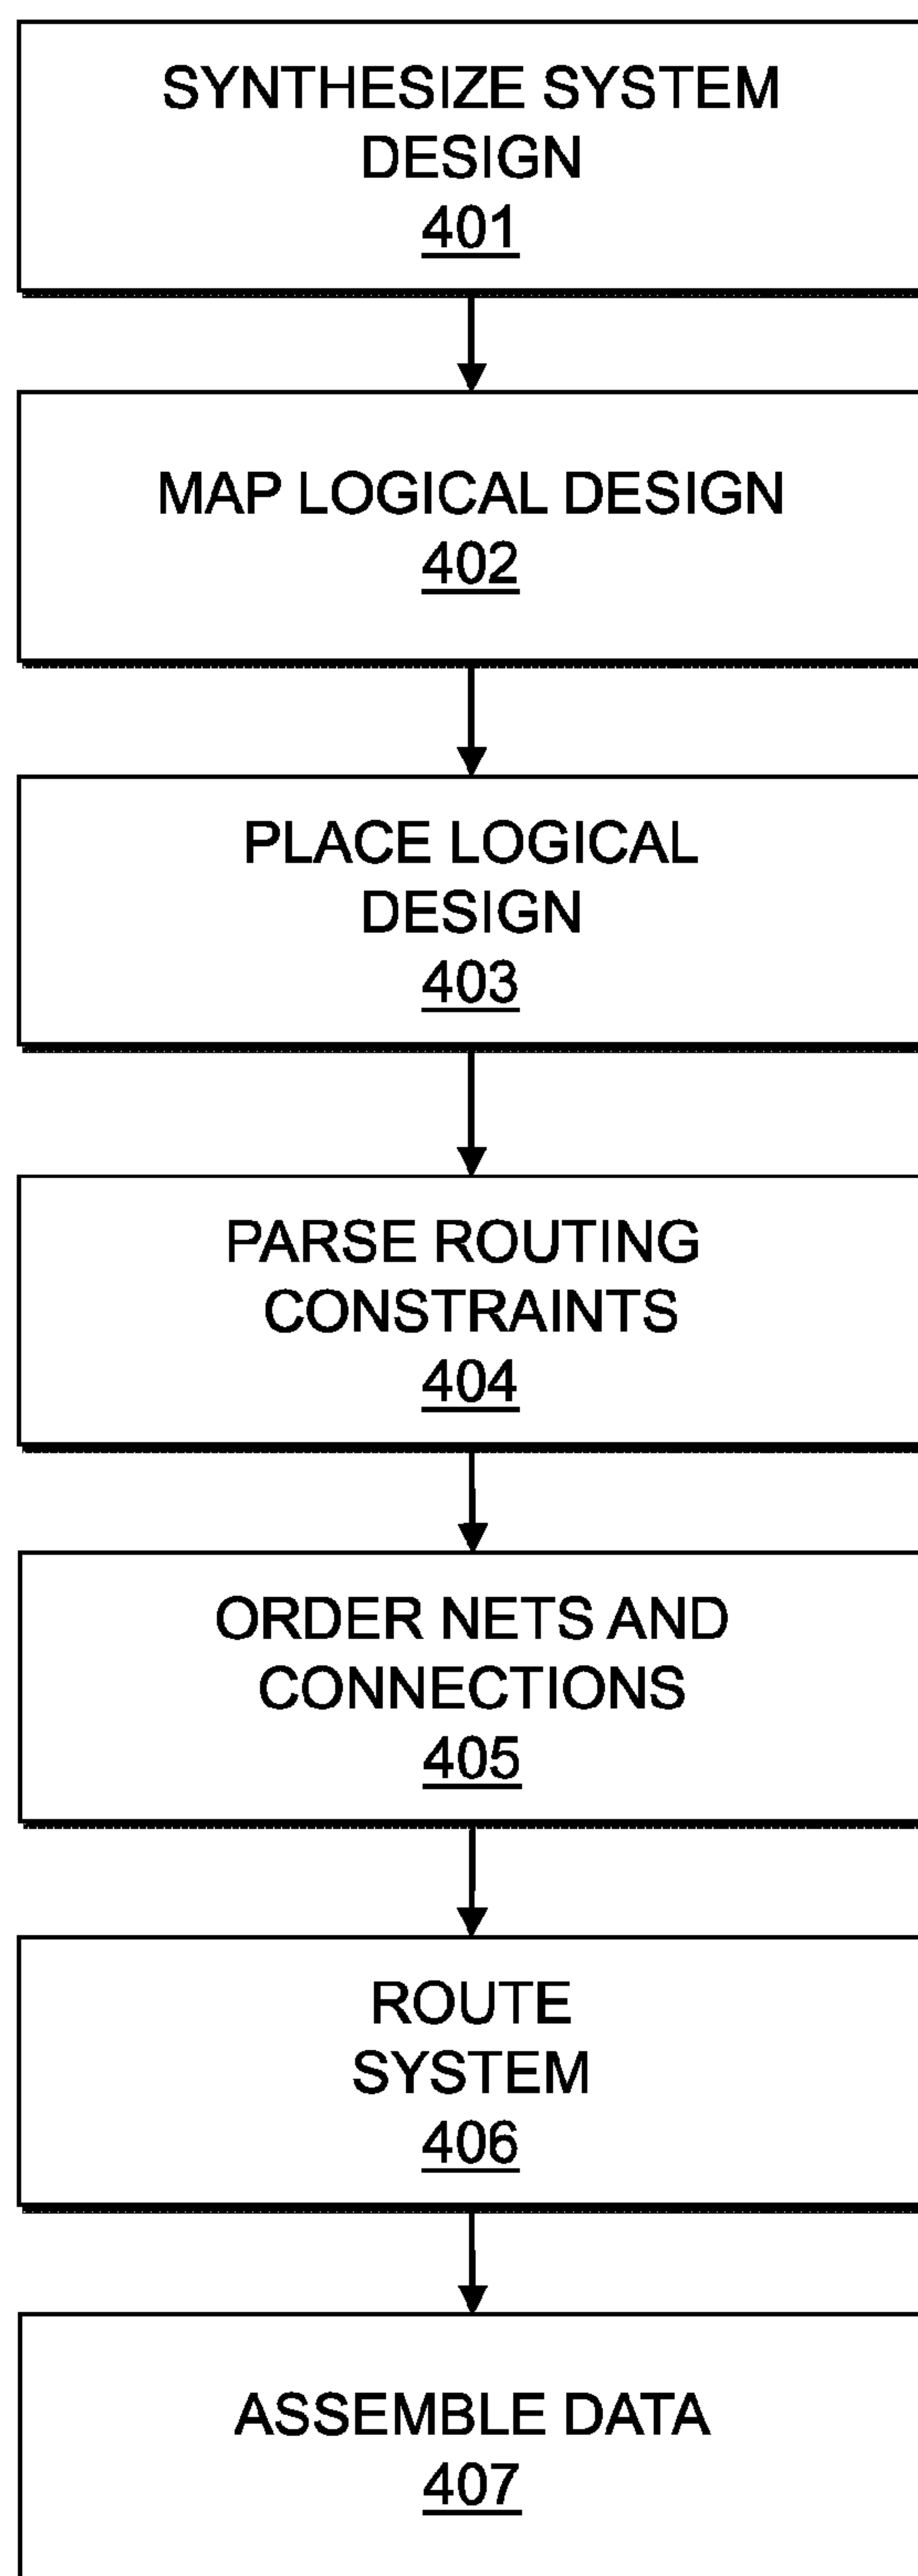 SYNTHESIZE SYSTEM
DESIGN
401
MAP LOGICAL DESIGN
402
PLACE LOGICAL
DESIGN
403
PARSE ROUTING
CONSTRAINTS
404
ORDER NETS AND
CONNECTIONS
405
ROUTE
SYSTEM
406
ASSEMBLE DATA
407